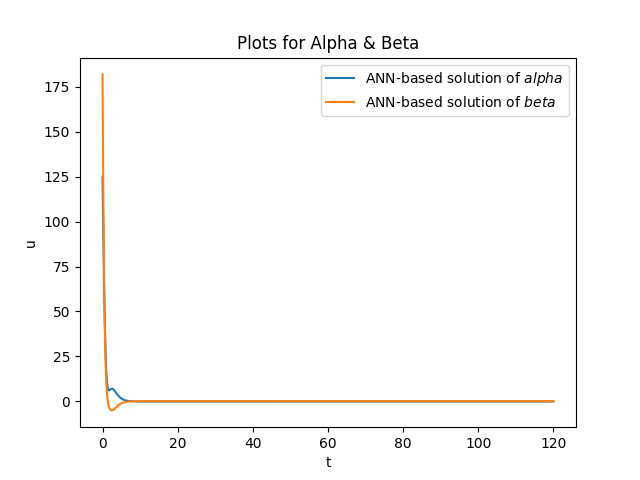 Plots for Alpha & Beta
ANN-based solution of alpha
ANN-based solution of beta
175
150
125
100
75
50
25
0
u
0 20 40 60 80 100 120
t